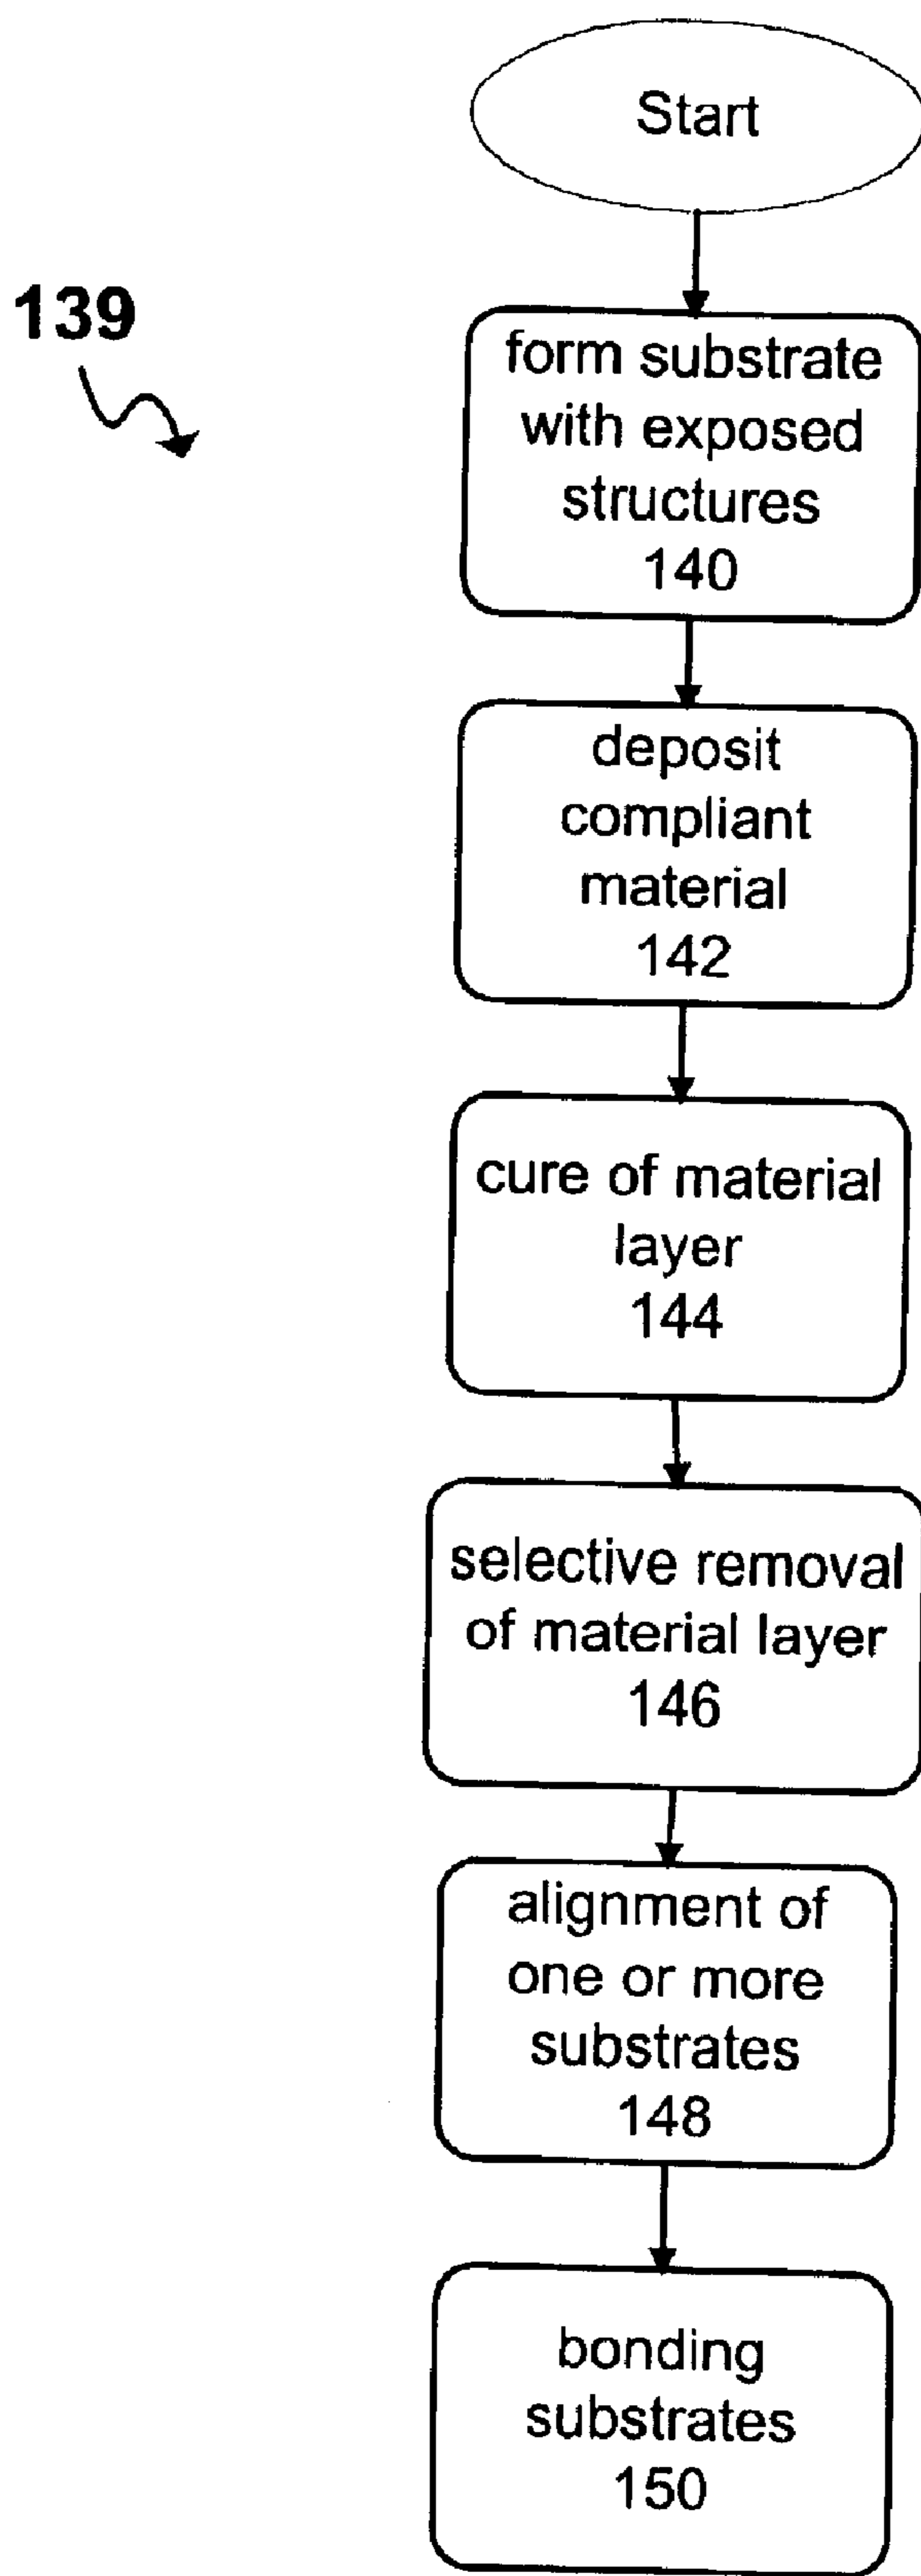 Start
139
form substrate
with exposed
structures
140
deposit
compliant
material
142
cure of material
layer
144
selective removal
of material layer
146
alignment of
one or more
substrates
148
bonding
substrates
150